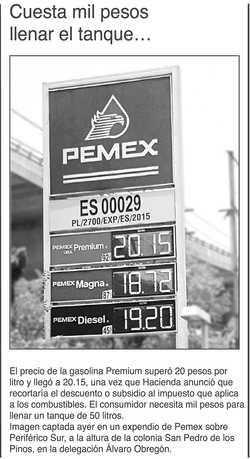 Cuesta mil pesos
llenar el tanque...
PEMEX
ES 00029
PL/2700/EXP/ES/2015
PEMEX Premium 20.15
92
PEMEX Magna 18.12
87
PEMEX Diesel 19.20
45
El precio de la gasolina Premium superó 20 pesos por
litro y llegó a 20.15, una vez que Hacienda anunció que
recortaría el descuento o subsidio al impuesto que aplica
a los combustibles. El consumidor necesita mil pesos para
llenar un tanque de 50 litros.
Imagen captada ayer en un expendio de Pemex sobre
Periférico Sur, a la altura de la colonia San Pedro de los
Pinos, en la delegación Álvaro Obregón.